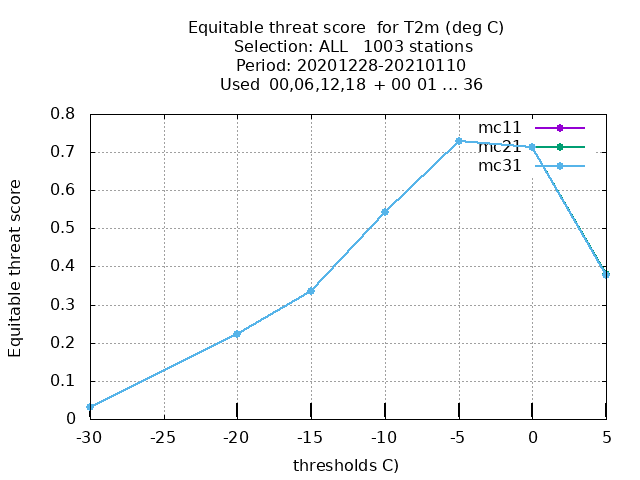 Equitable threat score  for T2m (deg C)
Selection: ALL   1003 stations
Period: 20201228-20210110
Used  00,06,12,18  + 00 01 ... 36
mc11
mc21
mc31
Equitable threat score
0.8
0.7
0.6
0.5
0.4
0.3
0.2
0.1
0
-30 -25 -20 -15 -10 -5 0 5
thresholds C)